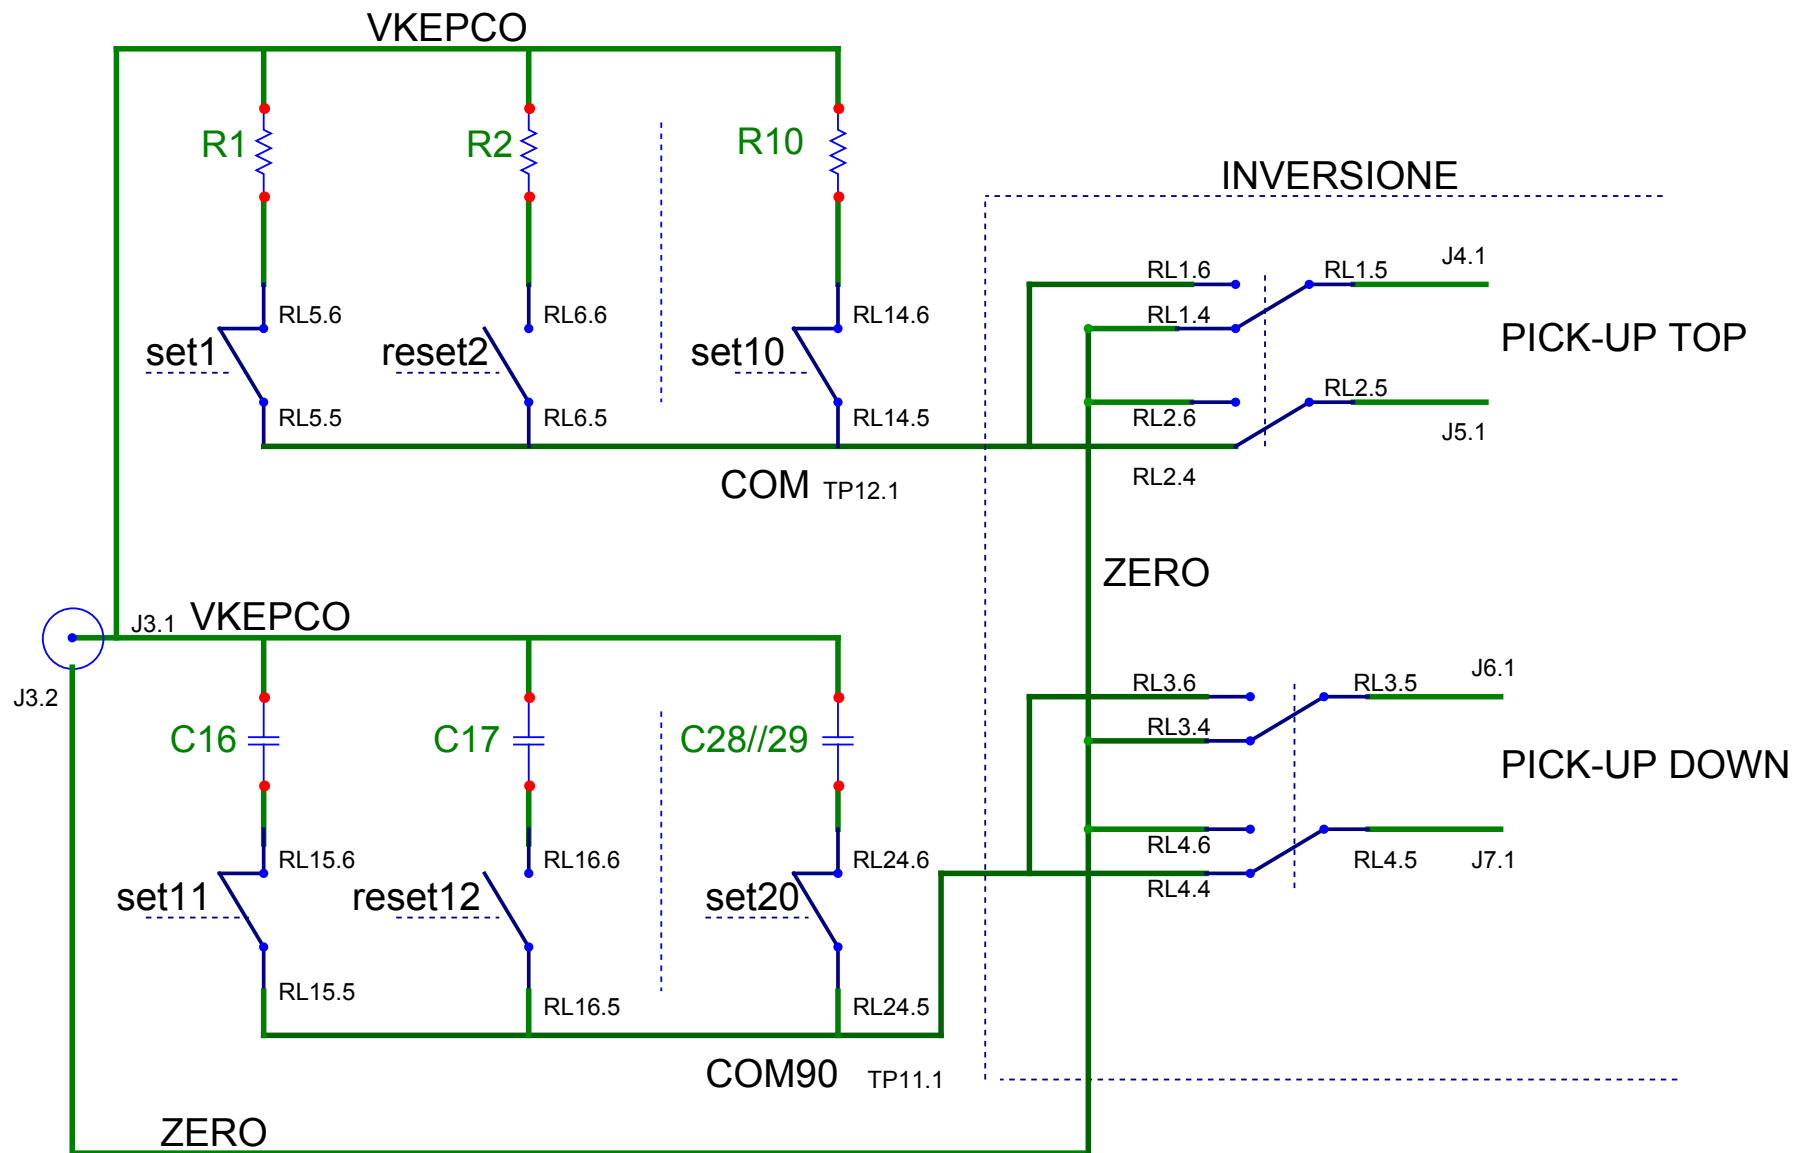 VKEPCO
R1
R2
R10
INVERSIONE
RL1.6
RL1.5
J4.1
RL5.6
RL6.6
RL14.6
RL1.4
PICK-UP TOP
set1
reset2
set10
RL2.5
RL5.5
RL6.5
RL14.5
RL2.6
J5.1
COM
TP12.1
RL2.4
ZERO
J3.1
VKEPCO
J3.2
RL3.6
RL3.5
J6.1
C16
C17
C28//29
RL3.4
PICK-UP DOWN
RL15.6
RL16.6
RL24.6
RL4.6
RL4.5
J7.1
set11
reset12
set20
RL4.4
RL15.5
RL16.5
RL24.5
COM90
TP11.1
ZERO